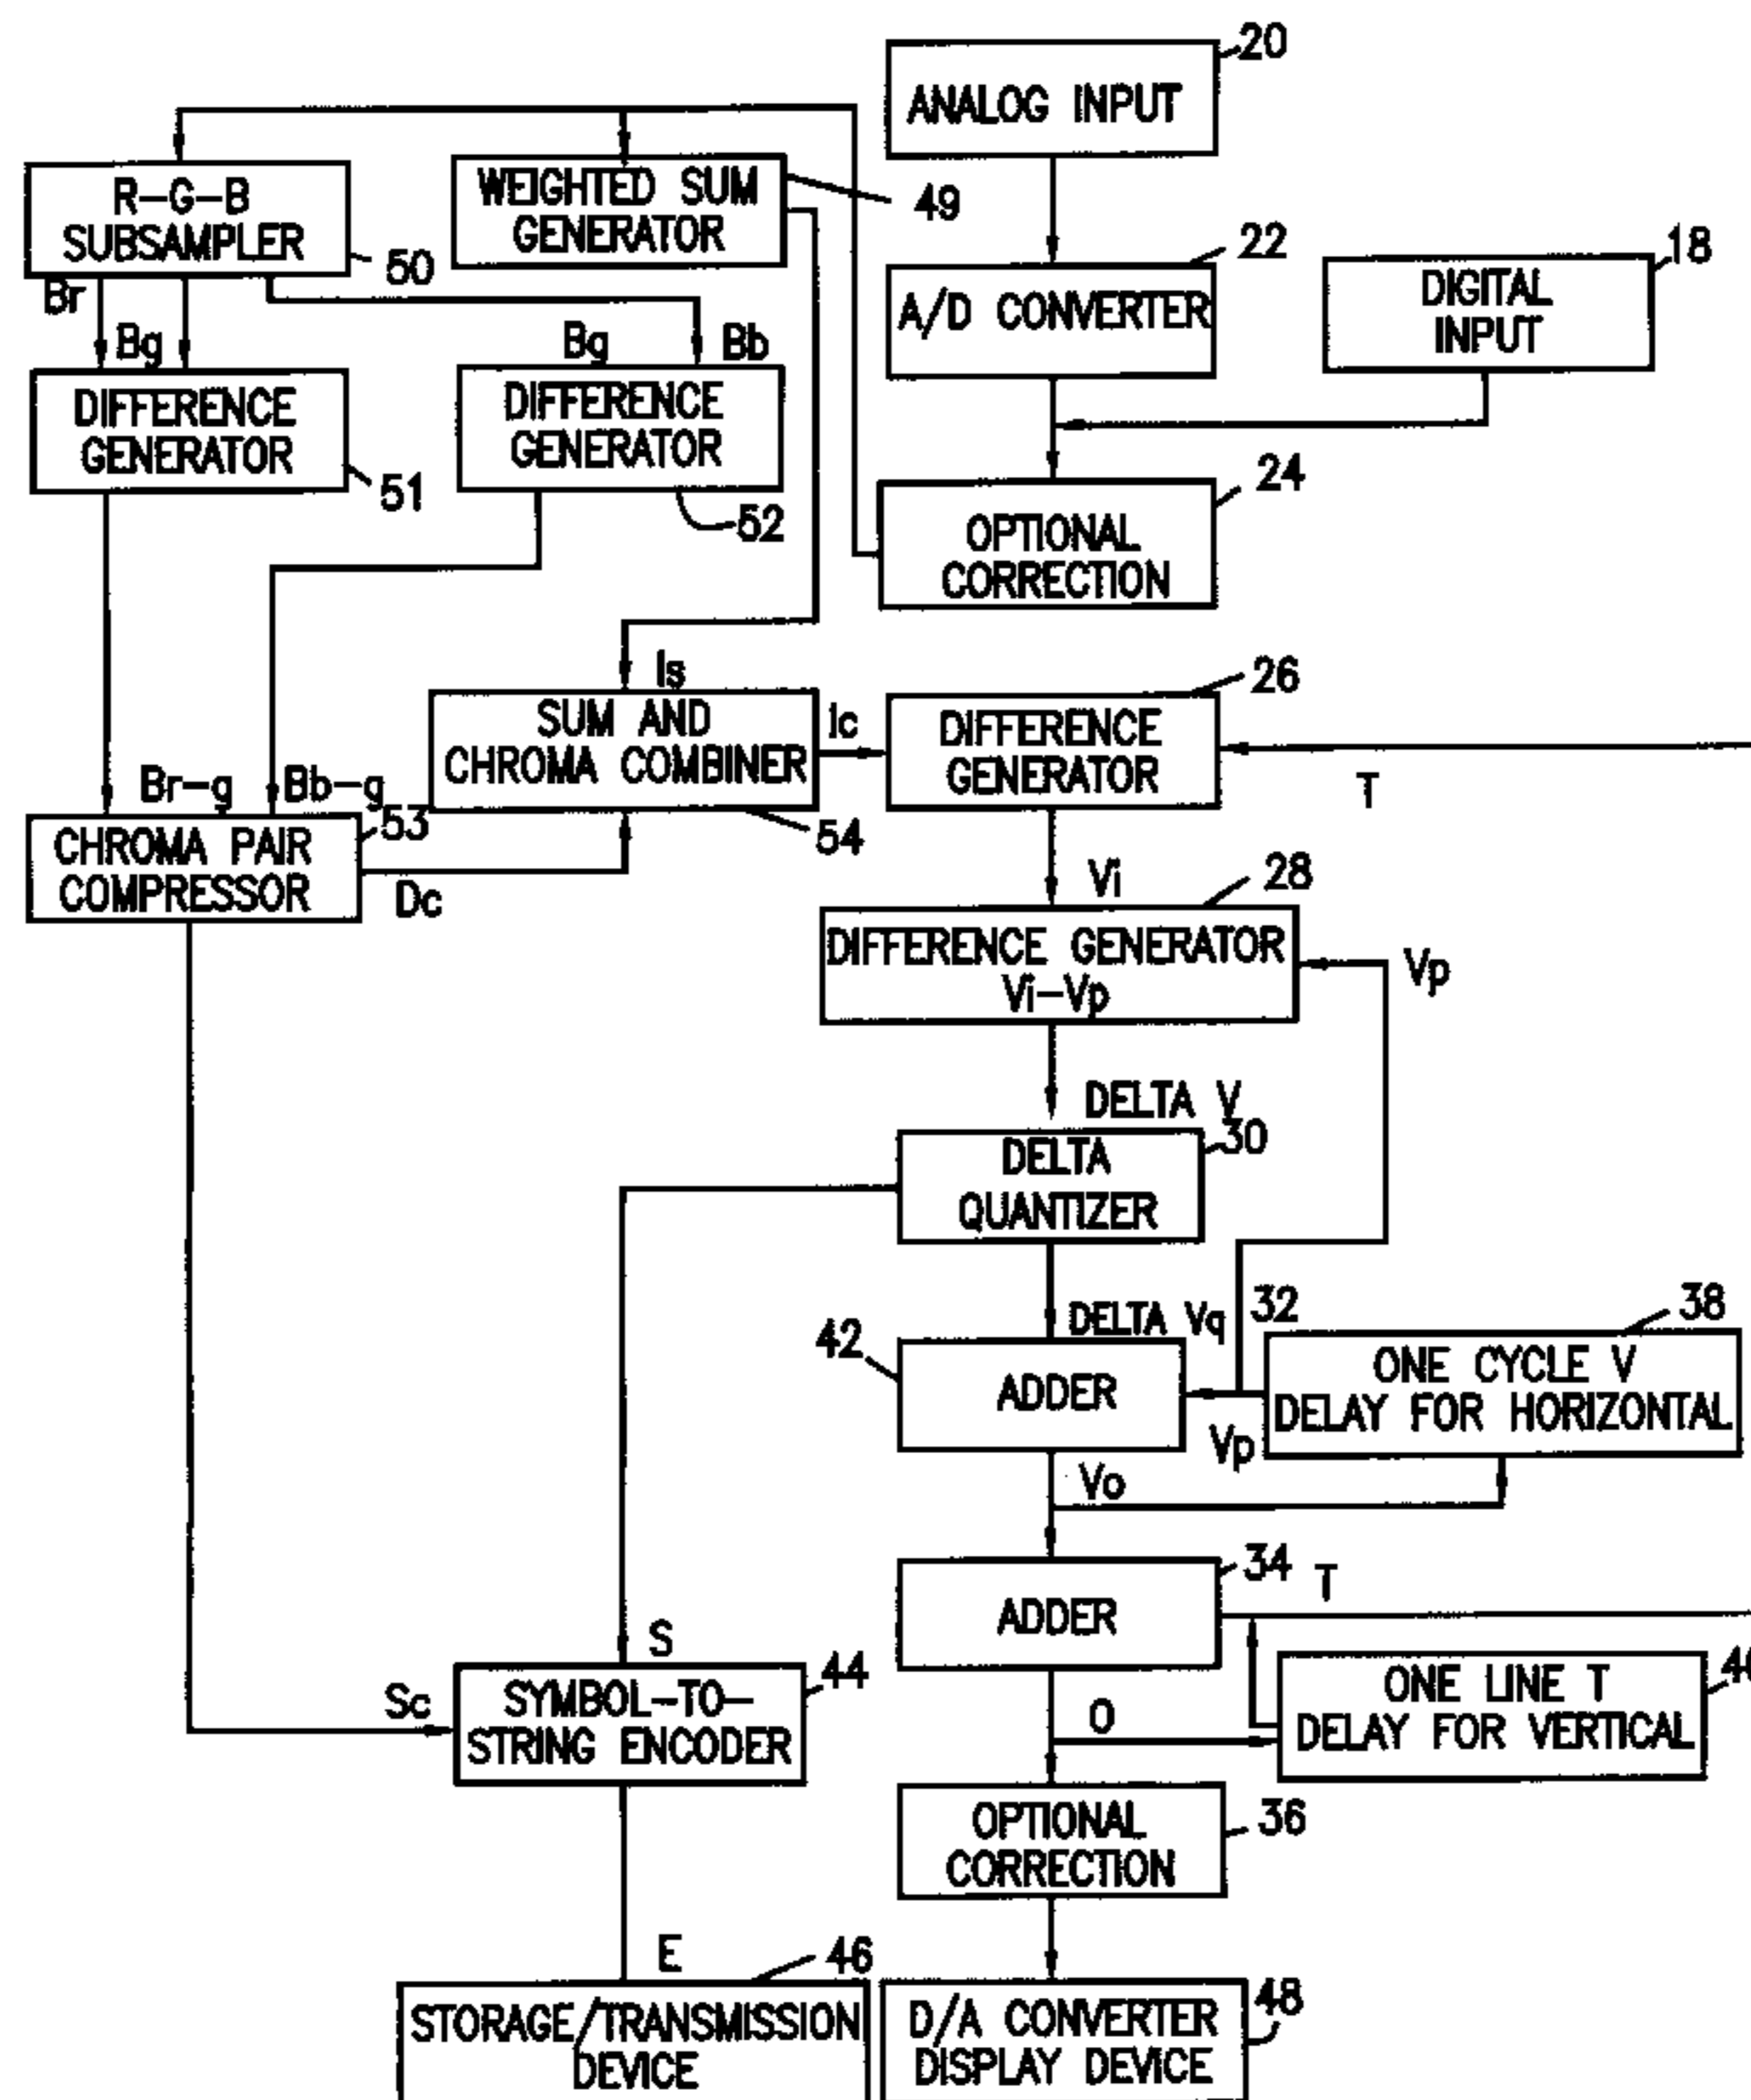 20
ANALOG INPUT
R-G-B
SUBSAMPLER
50
WEIGHTED SUM
GENERATOR
49
22
A/D CONVERTER
18
DIGITAL
INPUT
Br
Bg
Bg
Bb
DIFFERENCE
GENERATOR
51
DIFFERENCE
GENERATOR
52
24
OPTIONAL
CORRECTION
Is
SUM AND
CHROMA COMBINER
54
Ic
26
DIFFERENCE
GENERATOR
T
Br-g
Bb-g
CHROMA PAIR
COMPRESSOR
53
Dc
Vi
28
DIFFERENCE GENERATOR
Vi-Vp
Vp
DELTA V
30
DELTA
QUANTIZER
DELTA Vq
32
38
42
ADDER
ONE CYCLE V
DELAY FOR HORIZONTAL
Vp
Vo
34
T
ADDER
S
Sc
SYMBOL-TO-
STRING ENCODER
44
O
ONE LINE T
DELAY FOR VERTICAL
OPTIONAL
CORRECTION
36
E
46
STORAGE/TRANSMISSION
DEVICE
D/A CONVERTER
DISPLAY DEVICE
48